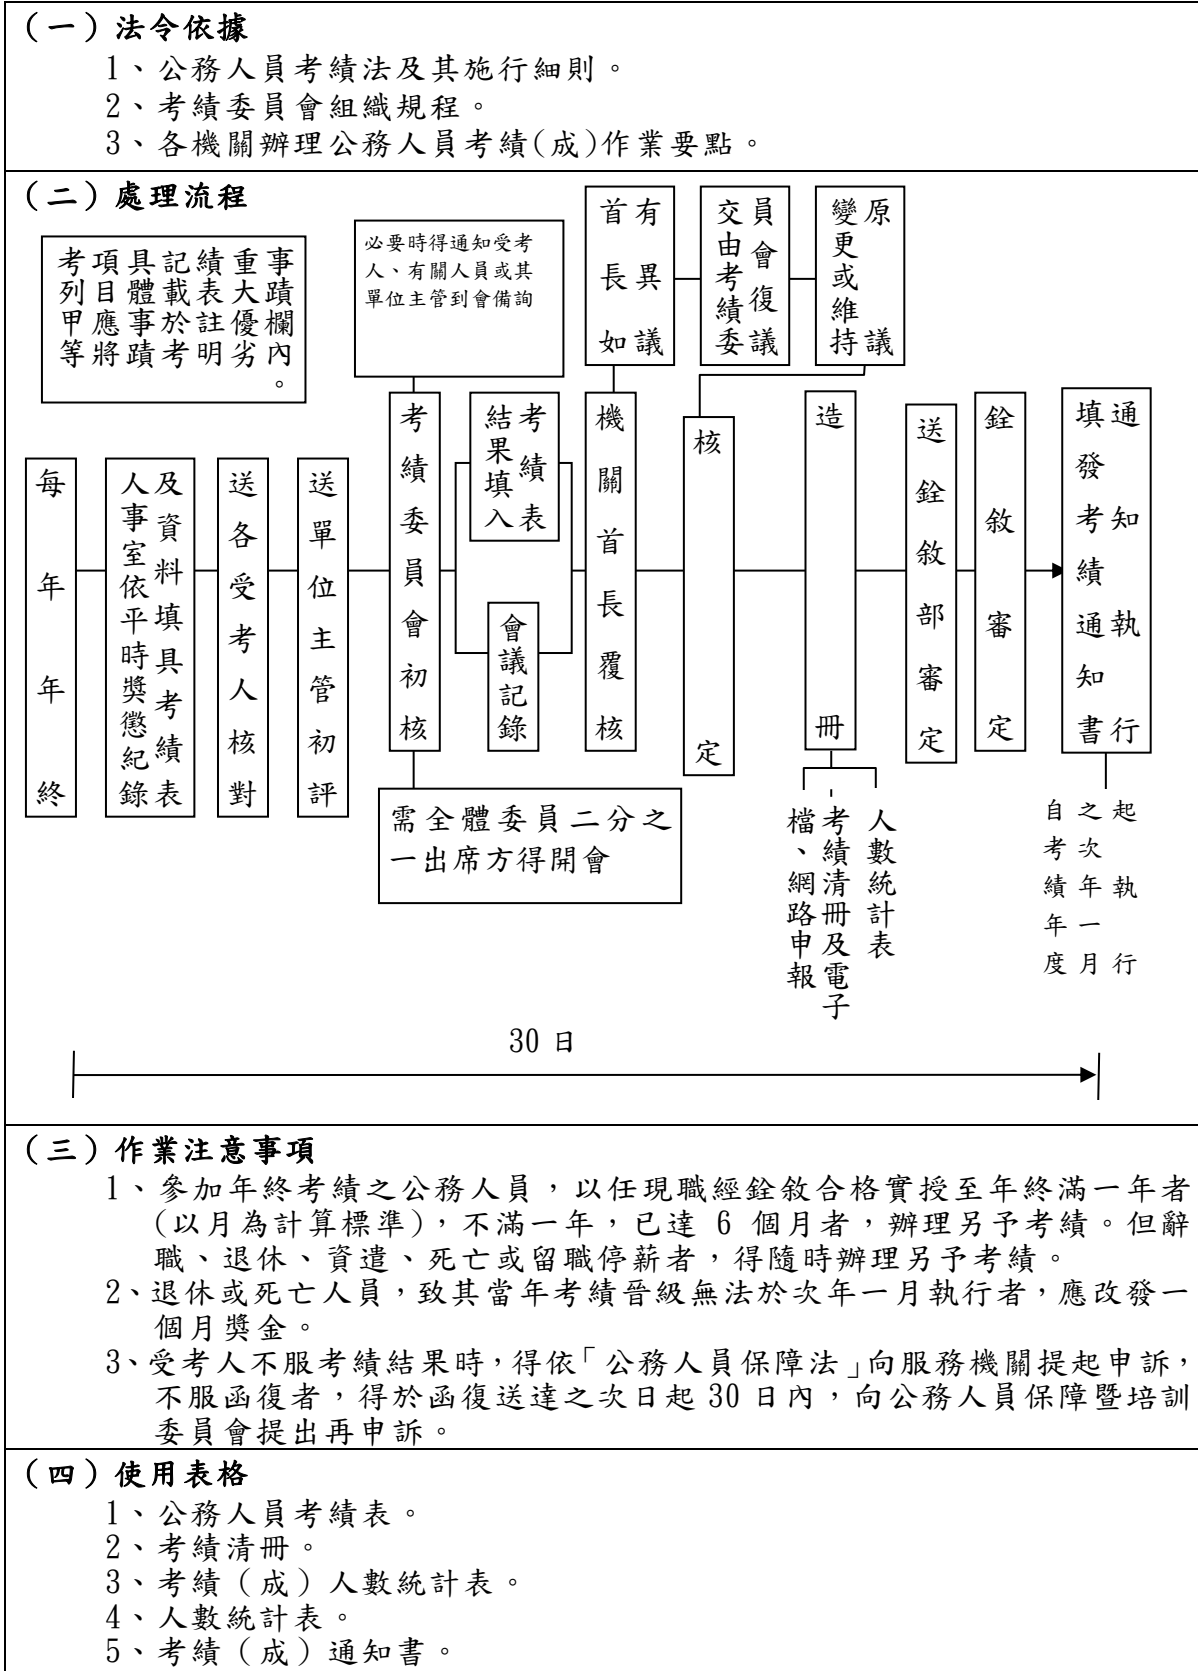 （一）法令依據
1、公務人員考績法及其施行細則。
2、考績委員會組織規程。
3、各機關辦理公務人員考績(成)作業要點。
（二）處理流程
考列甲等
項目應將
具體事蹟
記載於考
績表註明
重大優劣
事蹟欄內。
必要時得通知受考
人、有關人員或其
單位主管到會備詢
首長如
有異議
交由考績委
員會復議
變更或維持
原議
每年年終
人事室依平時獎懲紀錄
及資料填具考績表
送各受考人核對
送單位主管初評
考績委員會初核
結果填入
考績表
會議記錄
需全體委員二分之
一出席方得開會
機關首長覆核
核定
造冊
人數統計表
考績清冊及電子
檔、網路申報
送銓敘部審定
銓敘審定
填發考績通知書
通知執行
自考績年度
之次年一月
起執行
30 日
（三）作業注意事項
1、參加年終考績之公務人員，以任現職經銓敘合格實授至年終滿一年者
(以月為計算標準)，不滿一年，已達 6 個月者，辦理另予考績。但辭
職、退休、資遣、死亡或留職停薪者，得隨時辦理另予考績。
2、退休或死亡人員，致其當年考績晉級無法於次年一月執行者，應改發一
個月獎金。
3、受考人不服考績結果時，得依「公務人員保障法」向服務機關提起申訴，
不服函復者，得於函復送達之次日起 30 日內，向公務人員保障暨培訓
委員會提出再申訴。
（四）使用表格
1、公務人員考績表。
2、考績清冊。
3、考績（成）人數統計表。
4、人數統計表。
5、考績（成）通知書。